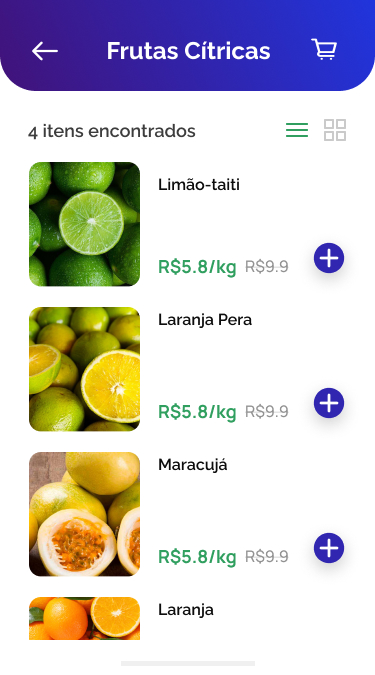 Frutas Cítricas
4 itens encontrados
Limão-taiti
R$5.8/kg R$9.9
Laranja Pera
R$5.8/kg R$9.9
Maracujá
R$5.8/kg R$9.9
Laranja